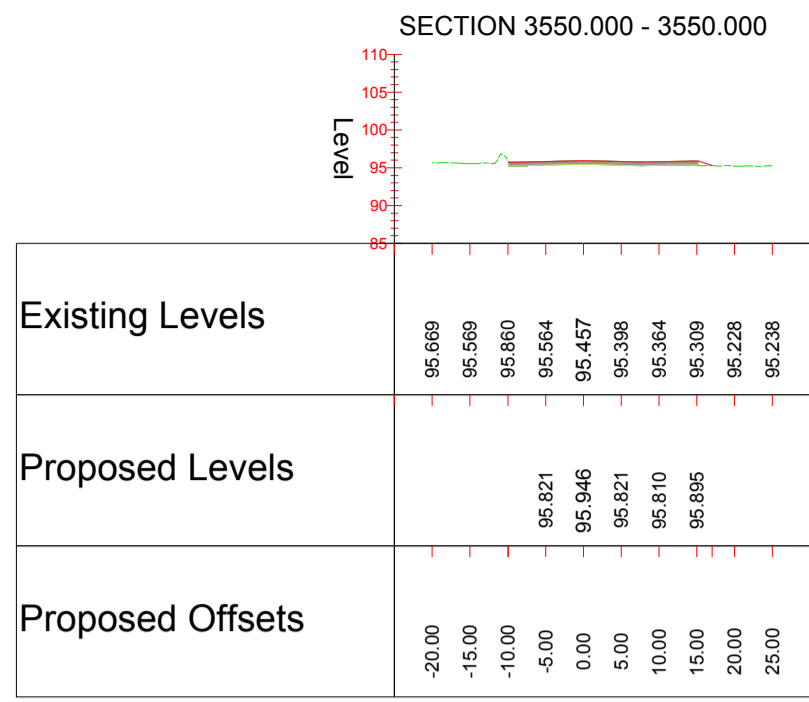 SECTION 3550.000 - 3550.000
110
105
100
95
90
85
Level
Existing Levels
95.669 95.569 95.860 95.564 95.457 95.398 95.364 95.309 95.228 95.238
Proposed Levels
95.821 95.946 95.821 95.810 95.895
Proposed Offsets
-20.00 -15.00 -10.00 -5.00 0.00 5.00 10.00 15.00 20.00 25.00